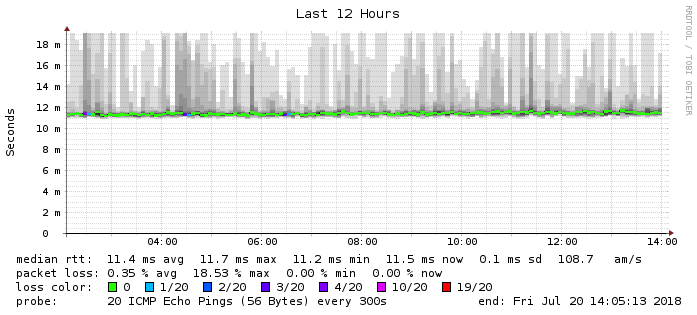 Last 12 Hours
RRDTOOL / TOBI OETIKER
Seconds
18 m
16 m
14 m
12 m
10 m
8 m
6 m
4 m
2 m
0
04:00 06:00 08:00 10:00 12:00 14:00
median rtt: 11.4 ms avg 11.7 ms max 11.2 ms min 11.5 ms now 0.1 ms sd 108.7 am/s
packet loss: 0.35 % avg 18.53 % max 0.00 % min 0.00 % now
loss color: 0 1/20 2/20 3/20 4/20 10/20 19/20
probe: 20 ICMP Echo Pings (56 Bytes) every 300s end: Fri Jul 20 14:05:13 2018